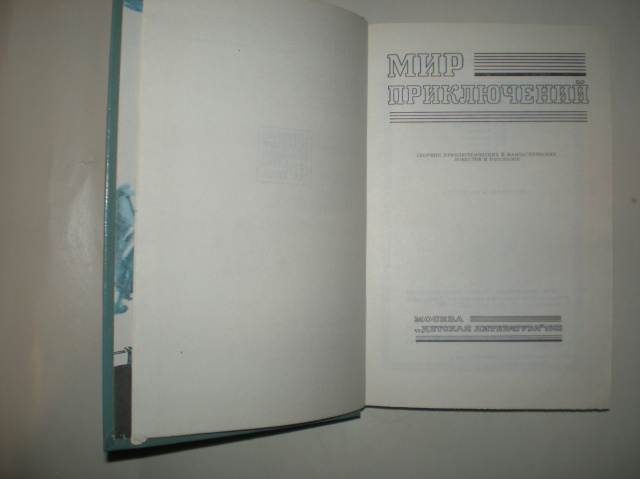 МИР
ПРИКЛЮЧЕНИЙ
СБОРНИК ПРИКЛЮЧЕНЧЕСКИХ И ФАНТАСТИЧЕСКИХ
ПОВЕСТЕЙ И РАССКАЗОВ
МОСКВА
„ДЕТСКАЯ ЛИТЕРАТУРА"